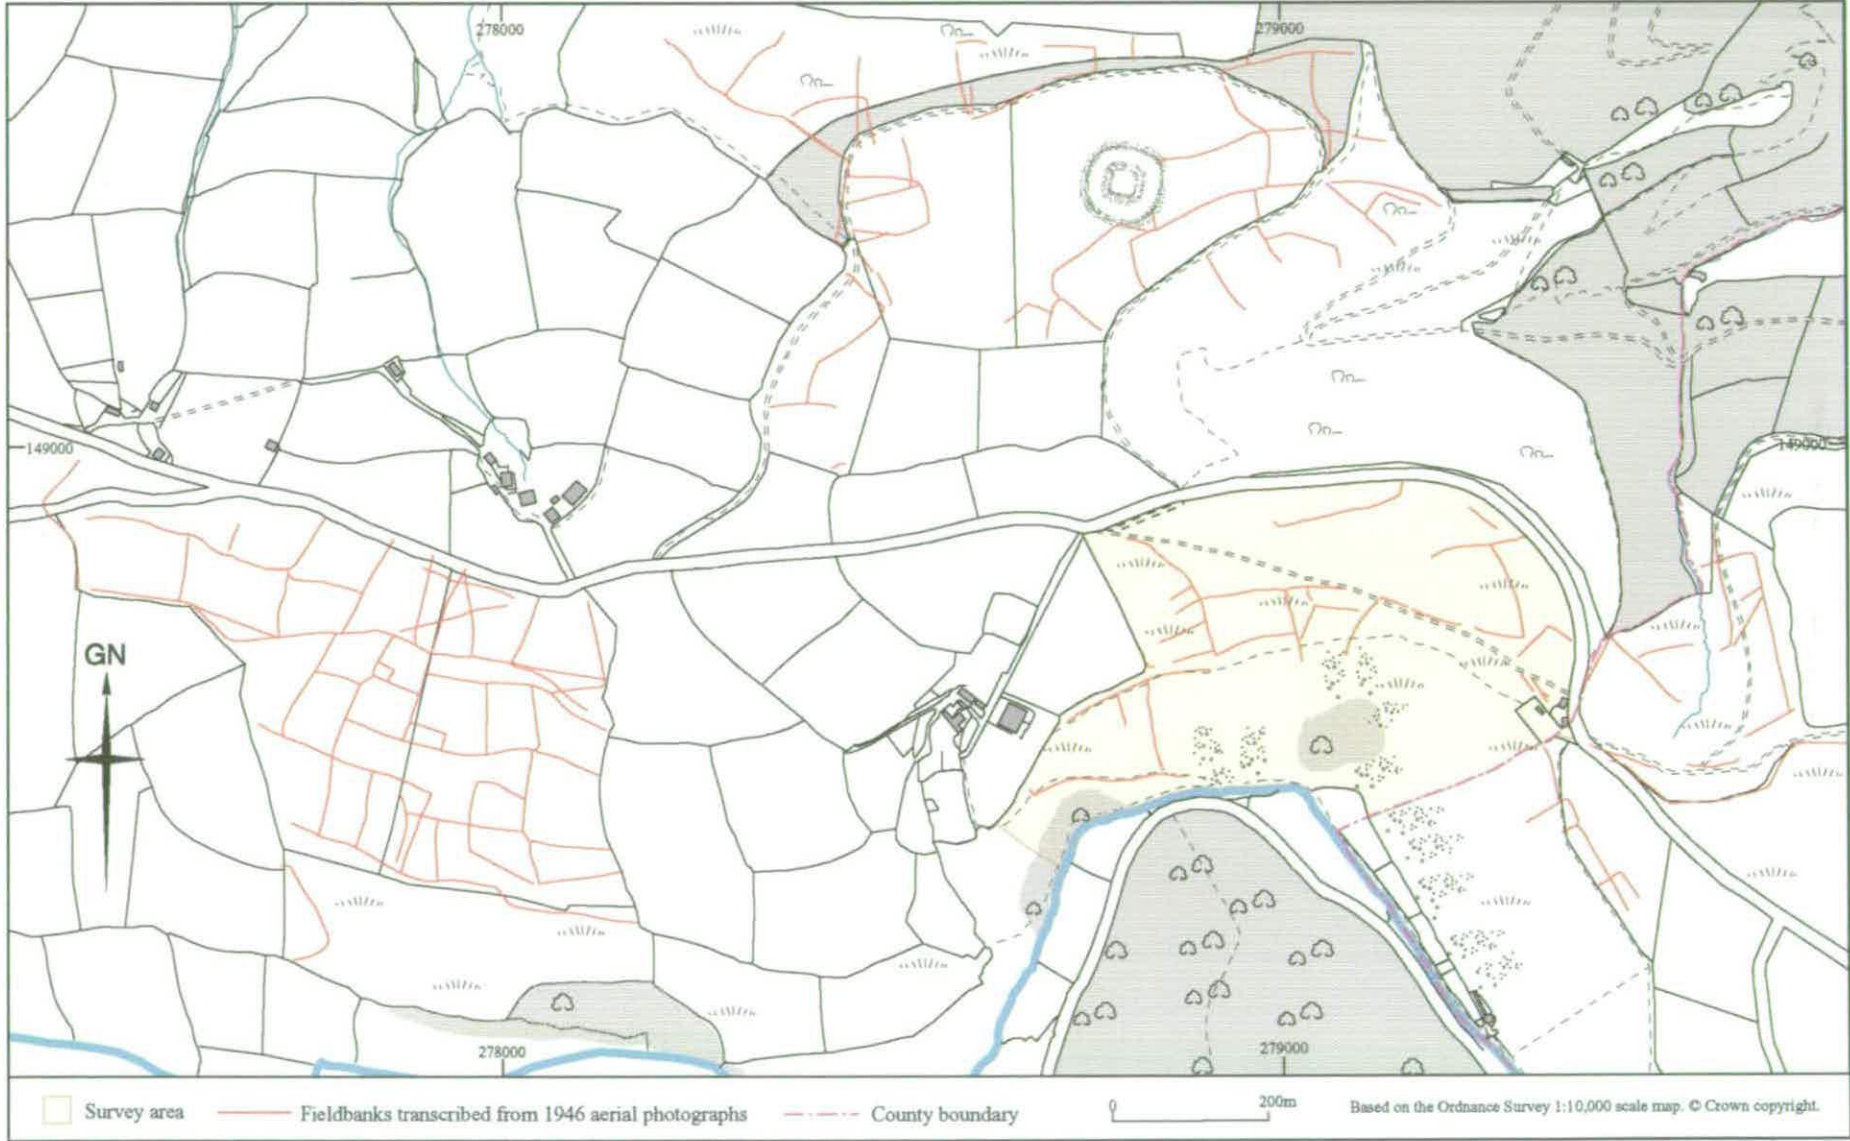 278000
279000
149000
149000
GN
278000
279000
Survey area
Fieldbanks transcribed from 1946 aerial photographs
County boundary
0
200m
Based on the Ordnance Survey 1:10,000 scale map. © Crown copyright.